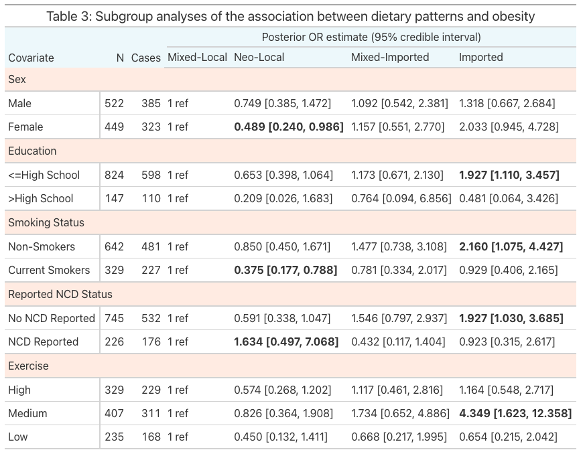 Table 3: Subgroup analyses of the association between dietary patterns and obesity
Posterior OR estimate (95% credible interval)
Covariate N Cases Mixed-Local Neo-Local Mixed-Imported Imported
Sex
Male 522 385 1 ref 0.749 [0.385, 1.472] 1.092 [0.542, 2.381] 1.318 [0.667, 2.684]
Female 449 323 1 ref 0.489 [0.240, 0.986] 1.157 [0.551, 2.770] 2.033 [0.945, 4.728]
Education
<=High School 824 598 1 ref 0.653 [0.398, 1.064] 1.173 [0.671, 2.130] 1.927 [1.110, 3.457]
>High School 147 110 1 ref 0.209 [0.026, 1.683] 0.764 [0.094, 6.856] 0.481 [0.064, 3.426]
Smoking Status
Non-Smokers 642 481 1 ref 0.850 [0.450, 1.671] 1.477 [0.738, 3.108] 2.160 [1.075, 4.427]
Current Smokers 329 227 1 ref 0.375 [0.177, 0.788] 0.781 [0.334, 2.017] 0.929 [0.406, 2.165]
Reported NCD Status
No NCD Reported 745 532 1 ref 0.591 [0.338, 1.047] 1.546 [0.797, 2.937] 1.927 [1.030, 3.685]
NCD Reported 226 176 1 ref 1.634 [0.497, 7.068] 0.432 [0.117, 1.404] 0.923 [0.315, 2.617]
Exercise
High 329 229 1 ref 0.574 [0.268, 1.202] 1.117 [0.461, 2.816] 1.164 [0.548, 2.717]
Medium 407 311 1 ref 0.826 [0.364, 1.908] 1.734 [0.652, 4.886] 4.349 [1.623, 12.358]
Low 235 168 1 ref 0.450 [0.132, 1.411] 0.668 [0.217, 1.995] 0.654 [0.215, 2.042]